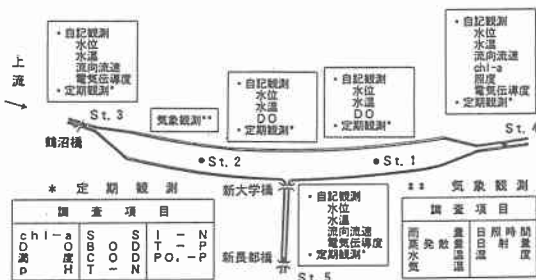 上流
・自記観測
水位
水温
流向流速
電気伝導度
・定期観測*
St. 3
鶴沼橋
気象観測**
・自記観測
水位
水温
DO
・定期観測*
・自記観測
水位
水温
DO
・定期観測*
・自記観測
水位
水温
流向流速
chl-a
照度
電気伝導度
・定期観測*
St. 4
・St. 2
・St. 1
新大学橋
・自記観測
水位
水温
流向流速
電気伝導度
・定期観測*
新長都橋
St. 5
* 定期観測
調査項目
chl-a S S I-N
D O B O D T-P
濁度 C O D PO₄-P
p H T-N
** 気象観測
調査項目
雨量 日照時間
蒸発散量 日射量
水温 湿度
気温